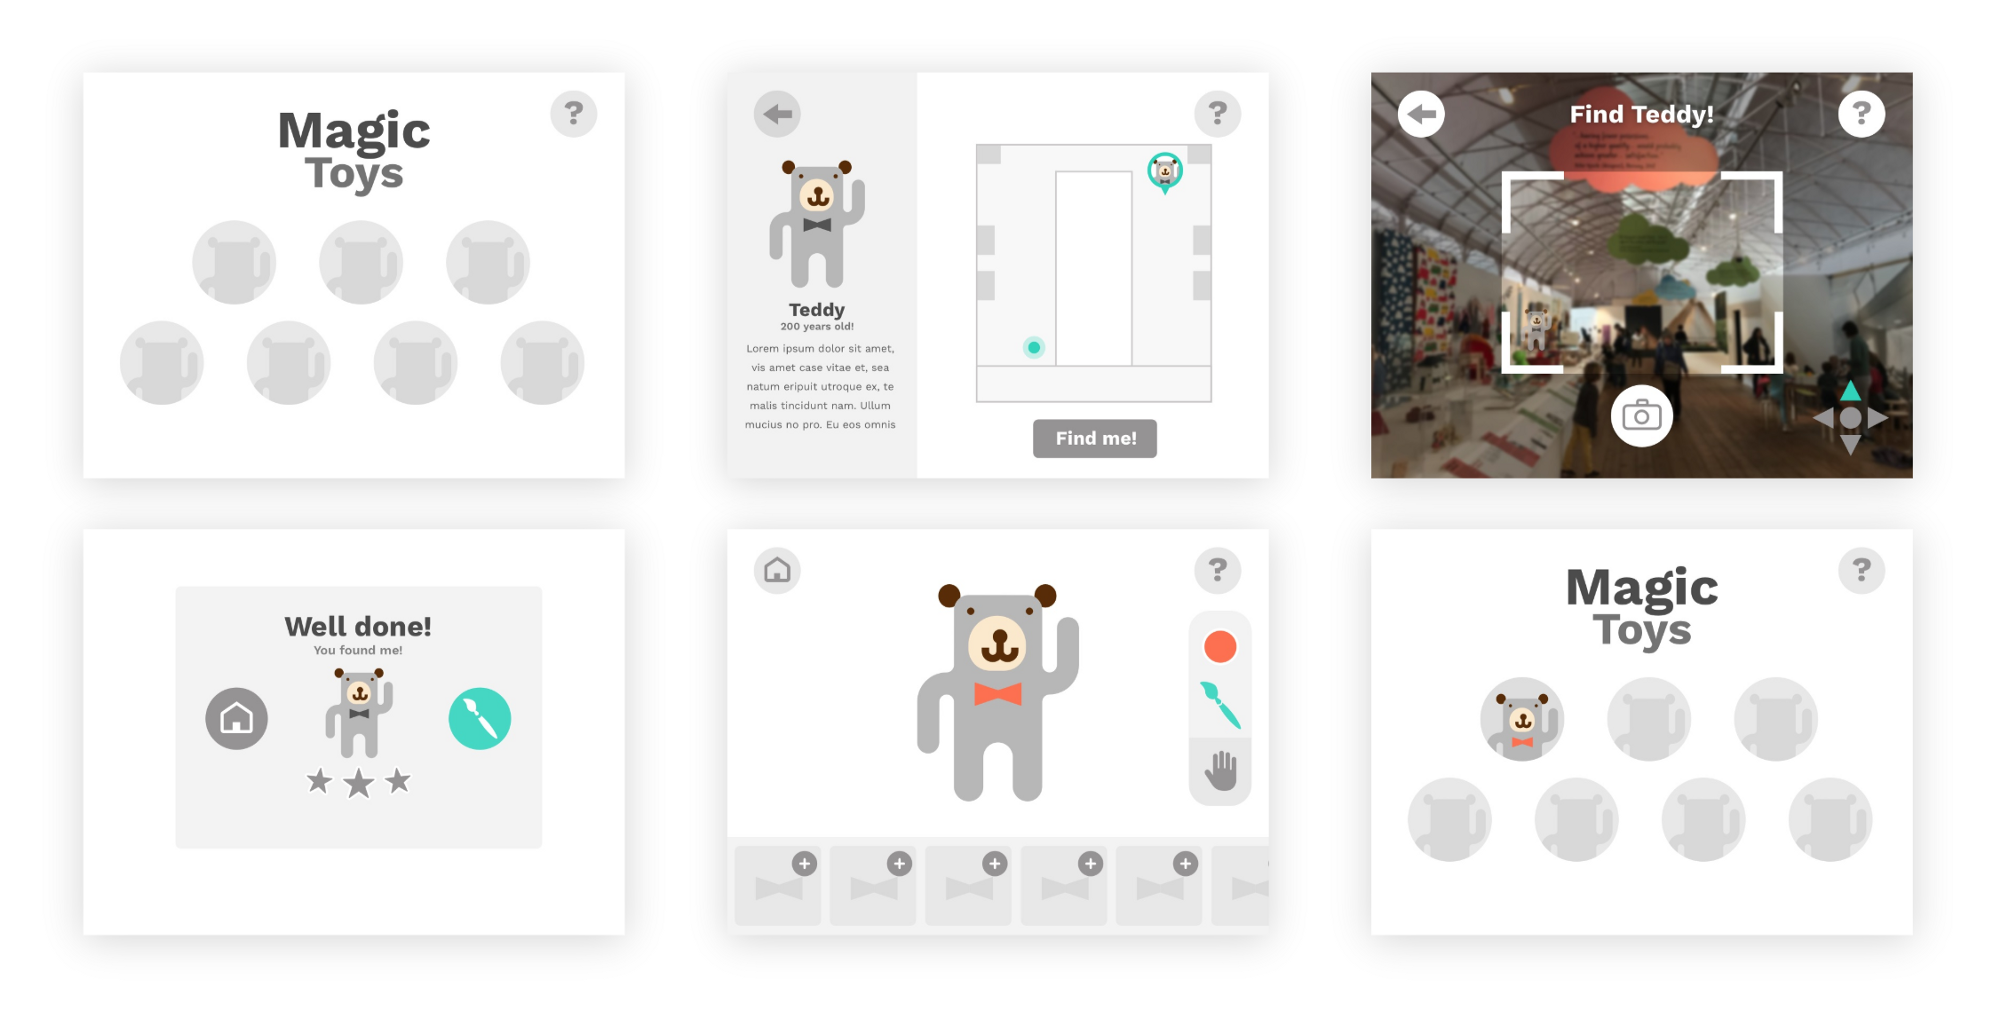 Magic
Toys
?
?
Teddy
200 years old!
Lorem ipsum dolor sit amet,
vis amet case vitae et, sea
natum eripuit utroque ex, te
malis tincidunt nam. Ullum
mucius no pro. Eu eos omnis
Find me!
Find Teddy!
?
Well done!
You found me!
?
Magic
Toys
?